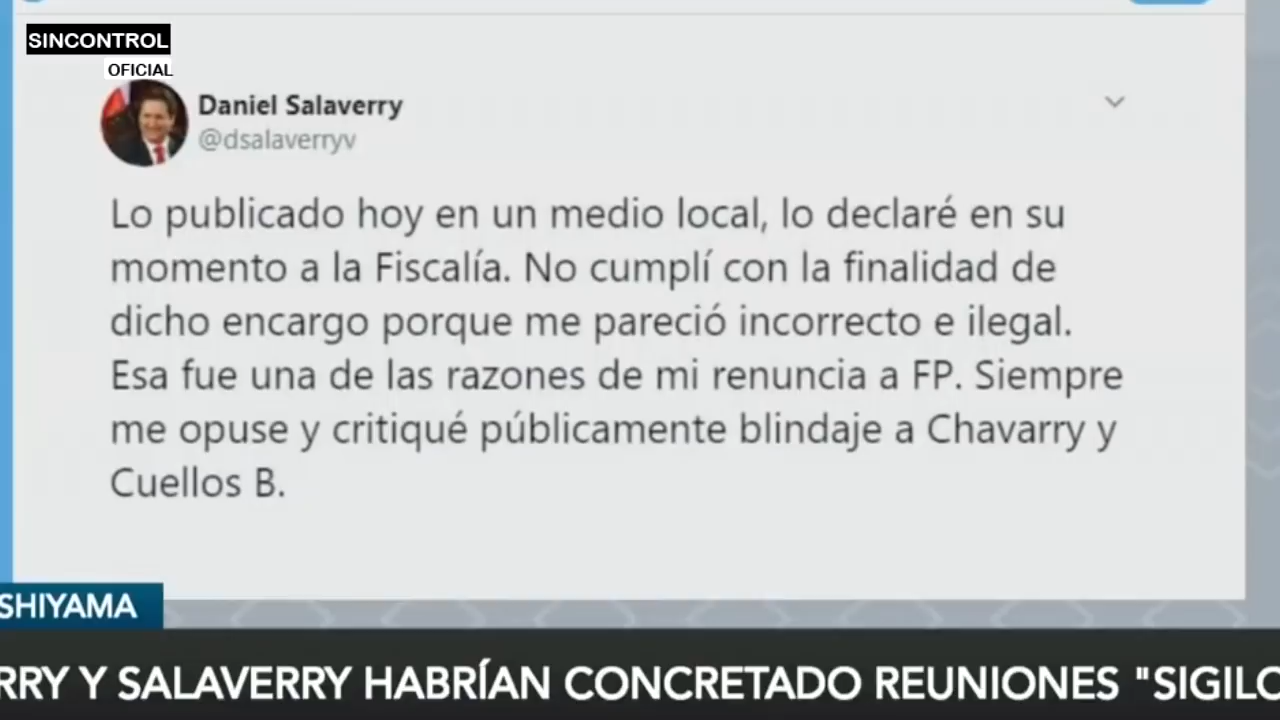 SINCONTROL
OFICIAL
Daniel Salaverry
@dsalaverryv
Lo publicado hoy en un medio local, lo declaré en su
momento a la Fiscalía. No cumplí con la finalidad de
dicho encargo porque me pareció incorrecto e ilegal.
Esa fue una de las razones de mi renuncia a FP. Siempre
me opuse y critiqué públicamente blindaje a Chavarry y
Cuellos B.
SHIYAMA
RRY Y SALAVERRY HABRÍAN CONCRETADO REUNIONES "SIGILO